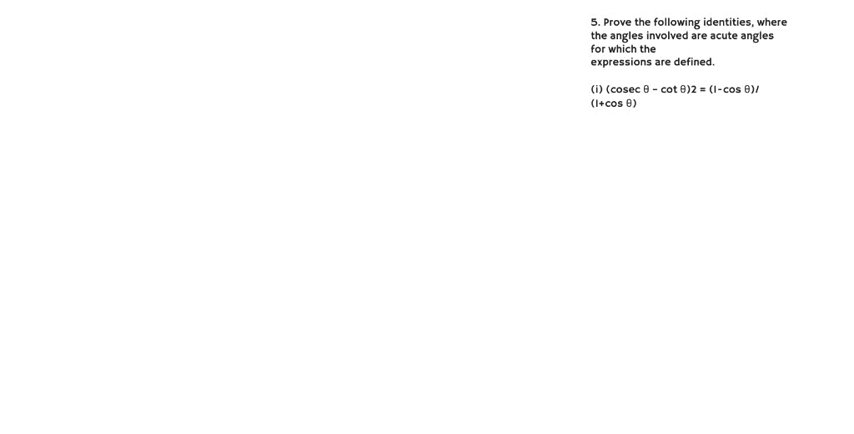 5. Prove the following identities, where
the angles involved are acute angles
for which the
expressions are defined.
(i) (cosec θ – cot θ)2 = (1-cos θ)/
(1+cos θ)